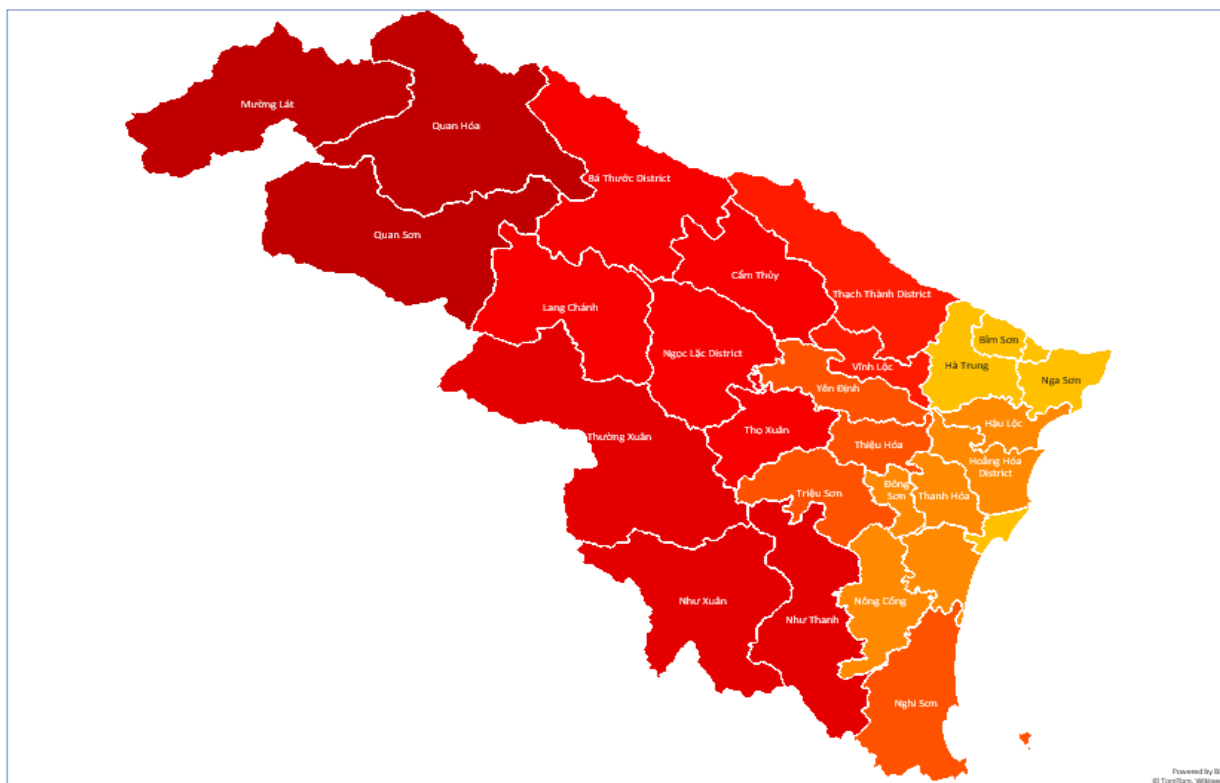 Mường Lát
Quan Hóa
Bá Thước District
Quan Sơn
Cẩm Thủy
Thạch Thành District
Lang Chánh
Bỉm Sơn
Ngọc Lặc District
Hà Trung
Vĩnh Lộc
Nga Sơn
Yên Định
Hậu Lộc
Thọ Xuân
Thường Xuân
Thiệu Hóa
Hoằng Hóa
District
Đông
Sơn
Triệu Sơn
Thanh Hóa
Như Xuân
Nông Cống
Như Thanh
Nghi Sơn
Powered by B
© TomTom,